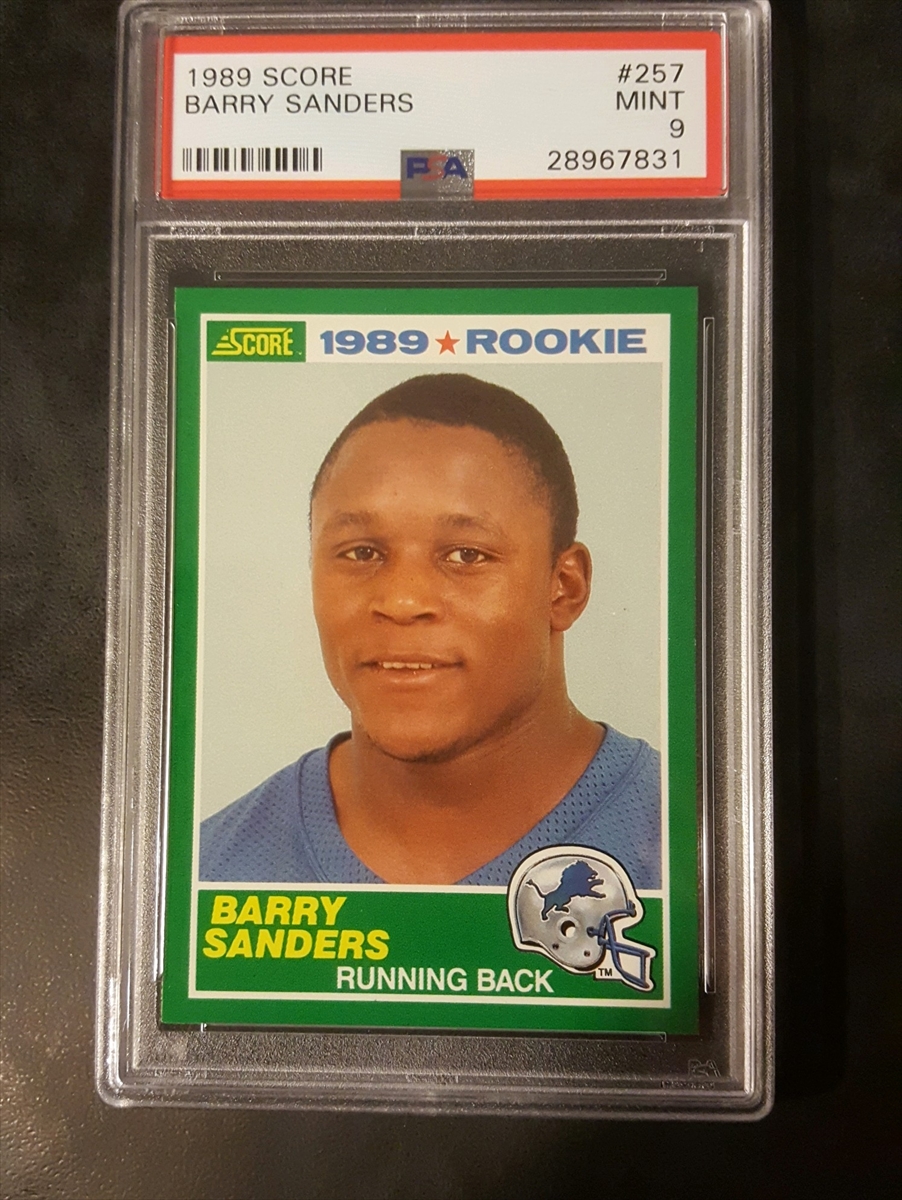 1989 SCORE #257
BARRY SANDERS MINT
9
PSA 28967831
SCORE 1989 ★ ROOKIE
BARRY
SANDERS
RUNNING BACK
TM